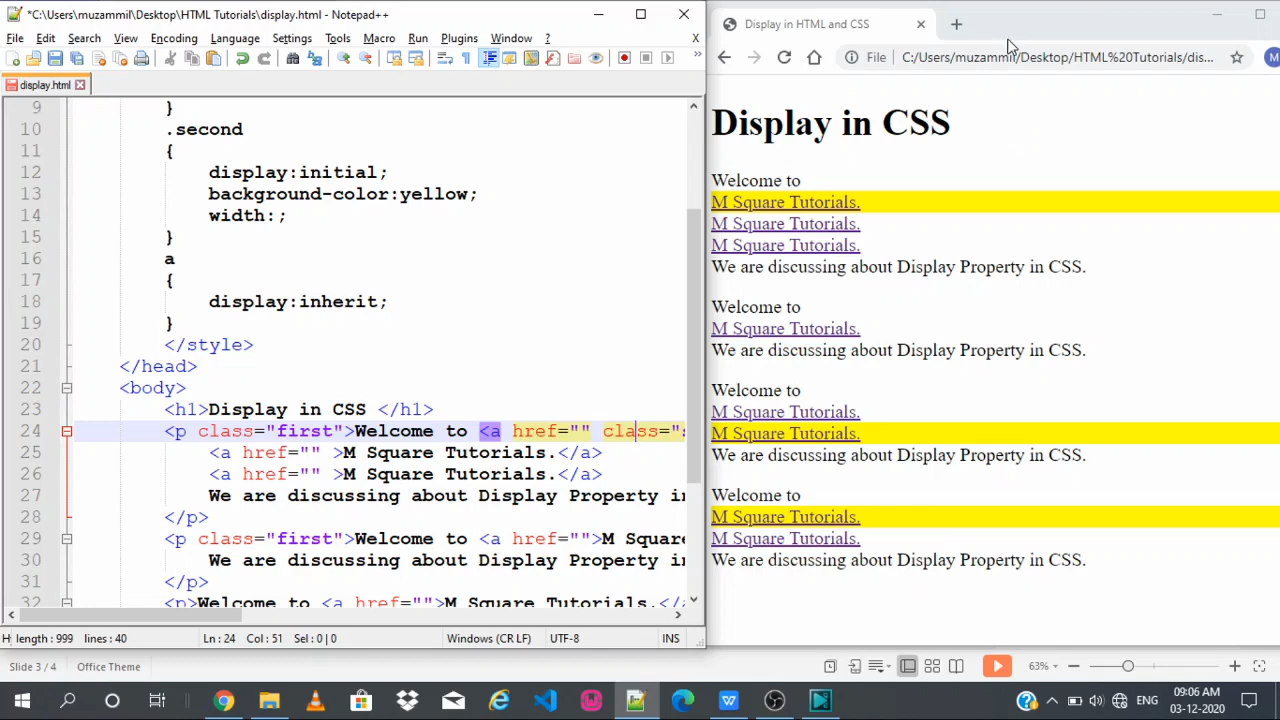 *C:\Users\muzammil\Desktop\HTML Tutorials\display.html - Notepad++
File Edit Search View Encoding Language Settings Tools Macro Run Plugins Window ? X
display.html
9 }
10 .second
11 {
12 display:initial;
13 background-color:yellow;
14 width:;
15 }
16 a
17 {
18 display:inherit;
19 }
20 </style>
21 </head>
22 <body>
23 <h1>Display in CSS </h1>
24 <p class="first">Welcome to <a href="" class="
25 <a href="" >M Square Tutorials.</a>
26 <a href="" >M Square Tutorials.</a>
27 We are discussing about Display Property in
28 </p>
29 <p class="first">Welcome to <a href="">M Square
30 We are discussing about Display Property in
31 </p>
32 <p>Welcome to <a href="">M Square Tutorials.</a
length : 999 lines : 40 Ln : 24 Col : 51 Sel : 0 | 0 Windows (CR LF) UTF-8 INS
Display in HTML and CSS
File C:/Users/muzammil/Desktop/HTML%20Tutorials/dis... M
Display in CSS
Welcome to
M Square Tutorials.
M Square Tutorials.
M Square Tutorials.
We are discussing about Display Property in CSS.
Welcome to
M Square Tutorials.
We are discussing about Display Property in CSS.
Welcome to
M Square Tutorials.
M Square Tutorials.
We are discussing about Display Property in CSS.
Welcome to
M Square Tutorials.
M Square Tutorials.
We are discussing about Display Property in CSS.
Slide 3 / 4 Office Theme 63%
ENG 09:06 AM
03-12-2020